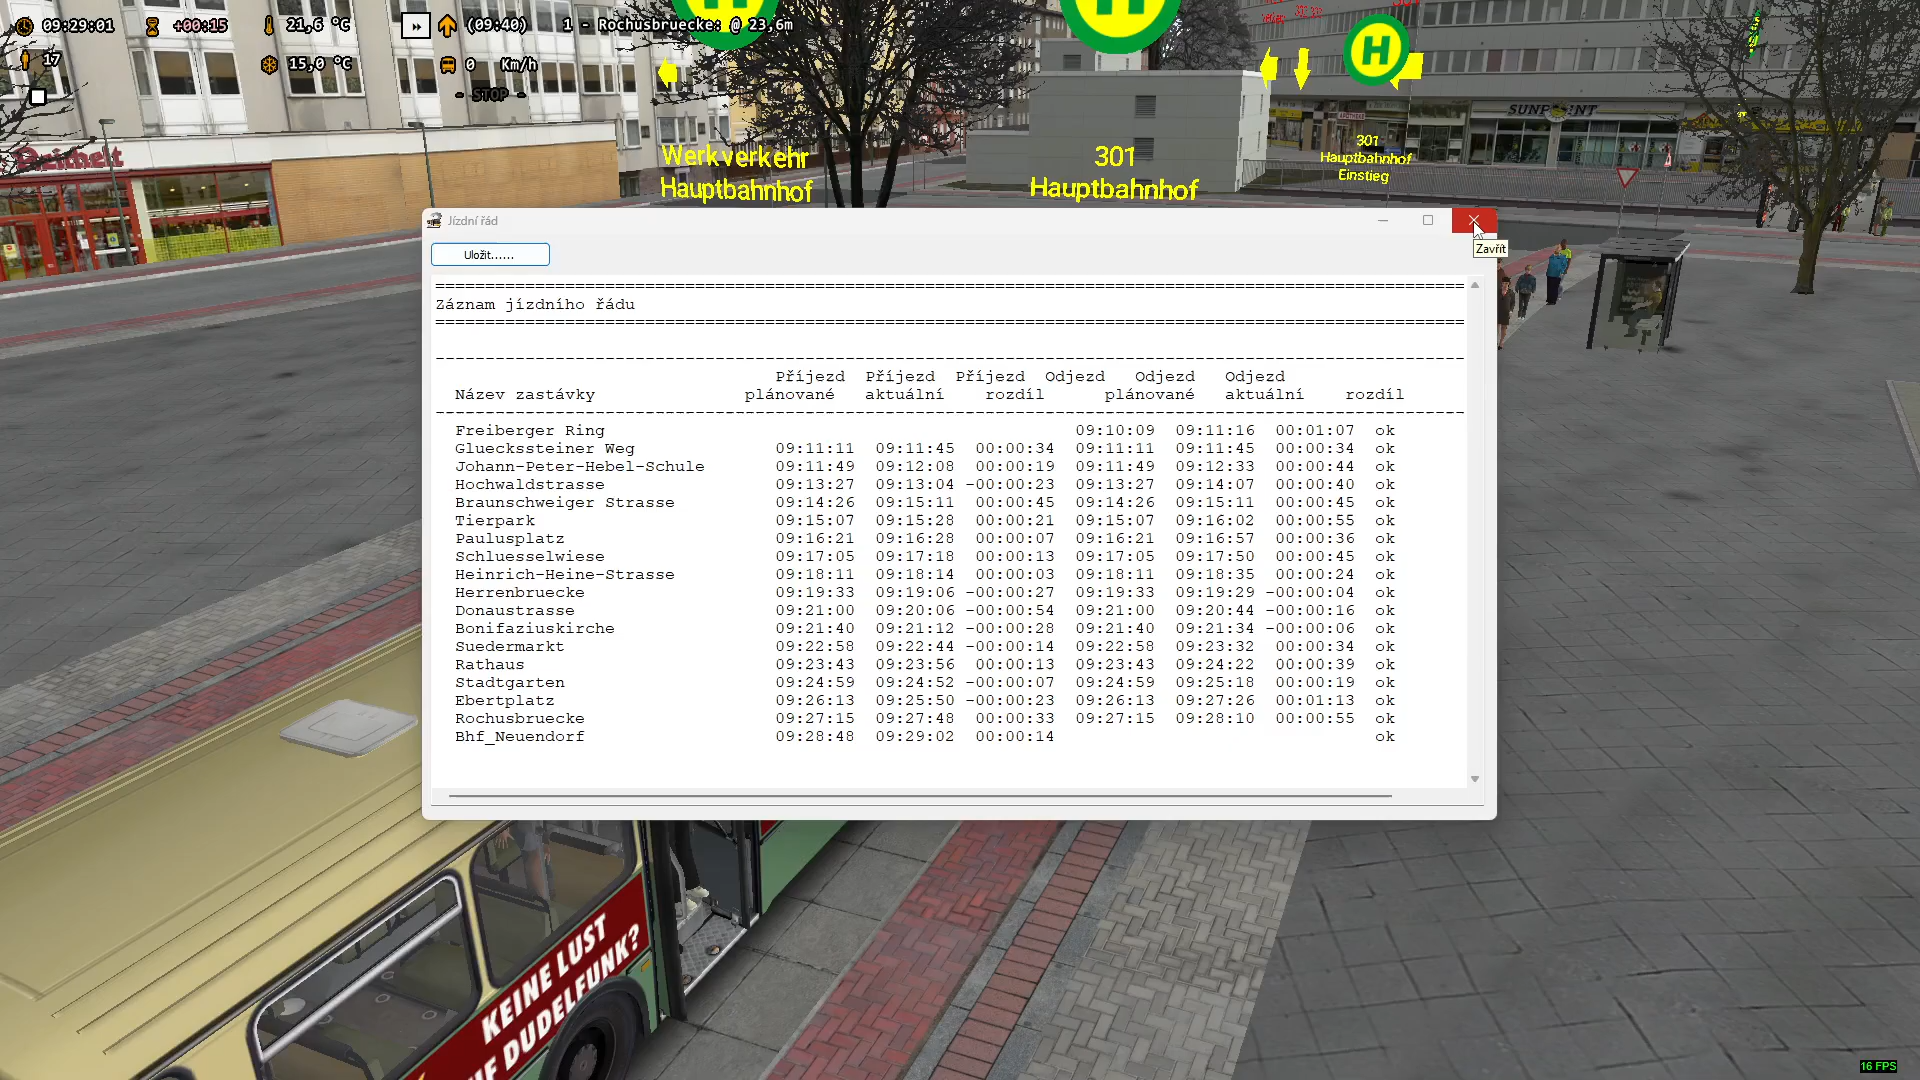 09:29:01 +00:15 21,6 °C (09:40) 1 - Rochusbruecke: @ 23,6m
17 15,0 °C 0 Km/h
- STOP -
H
H
H
SUNPOINT
301
Hauptbahnhof
Einstieg
Werkverkehr
Hauptbahnhof
301
Hauptbahnhof
Jízdní řád
Zavřít
Uložit......
Záznam jízdního řádu
Příjezd Příjezd Příjezd Odjezd Odjezd Odjezd
Název zastávky plánované aktuální rozdíl plánované aktuální rozdíl
Freiberger Ring 09:10:09 09:11:16 00:01:07 ok
Glueckssteiner Weg 09:11:11 09:11:45 00:00:34 09:11:11 09:11:45 00:00:34 ok
Johann-Peter-Hebel-Schule 09:11:49 09:12:08 00:00:19 09:11:49 09:12:33 00:00:44 ok
Hochwaldstrasse 09:13:27 09:13:04 -00:00:23 09:13:27 09:14:07 00:00:40 ok
Braunschweiger Strasse 09:14:26 09:15:11 00:00:45 09:14:26 09:15:11 00:00:45 ok
Tierpark 09:15:07 09:15:28 00:00:21 09:15:07 09:16:02 00:00:55 ok
Paulusplatz 09:16:21 09:16:28 00:00:07 09:16:21 09:16:57 00:00:36 ok
Schluesselwiese 09:17:05 09:17:18 00:00:13 09:17:05 09:17:50 00:00:45 ok
Heinrich-Heine-Strasse 09:18:11 09:18:14 00:00:03 09:18:11 09:18:35 00:00:24 ok
Herrenbruecke 09:19:33 09:19:06 -00:00:27 09:19:33 09:19:29 -00:00:04 ok
Donaustrasse 09:21:00 09:20:06 -00:00:54 09:21:00 09:20:44 -00:00:16 ok
Bonifaziuskirche 09:21:40 09:21:12 -00:00:28 09:21:40 09:21:34 -00:00:06 ok
Suedermarkt 09:22:58 09:22:44 -00:00:14 09:22:58 09:23:32 00:00:34 ok
Rathaus 09:23:43 09:23:56 00:00:13 09:23:43 09:24:22 00:00:39 ok
Stadtgarten 09:24:59 09:24:52 -00:00:07 09:24:59 09:25:18 00:00:19 ok
Ebertplatz 09:26:13 09:25:50 -00:00:23 09:26:13 09:27:26 00:01:13 ok
Rochusbruecke 09:27:15 09:27:48 00:00:33 09:27:15 09:28:10 00:00:55 ok
Bhf_Neuendorf 09:28:48 09:29:02 00:00:14 ok
KEINE LUST
DUDELFUNK?
16 FPS